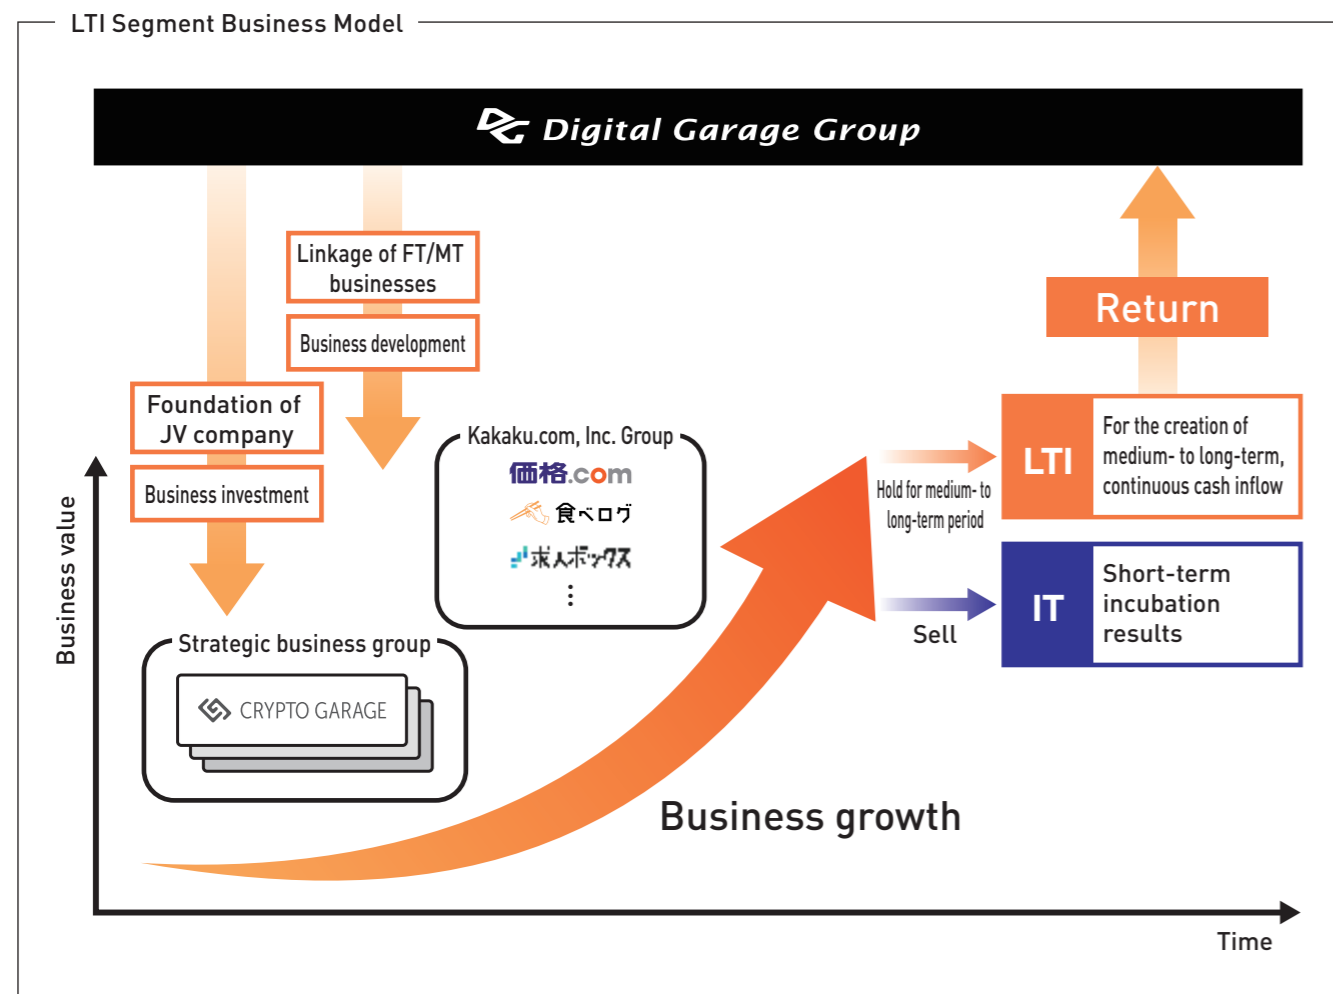 LTI Segment Business Model
DG Digital Garage Group
Linkage of FT/MT
businesses
Business development
Foundation of
JV company
Business investment
Return
Kakaku.com, Inc. Group
価格.com
食べログ
求人ボックス
⋮
LTI
For the creation of
medium- to long-term,
continuous cash inflow
Hold for medium- to
long-term period
IT
Short-term
incubation
results
Sell
Strategic business group
CRYPTO GARAGE
Business growth
Business value
Time